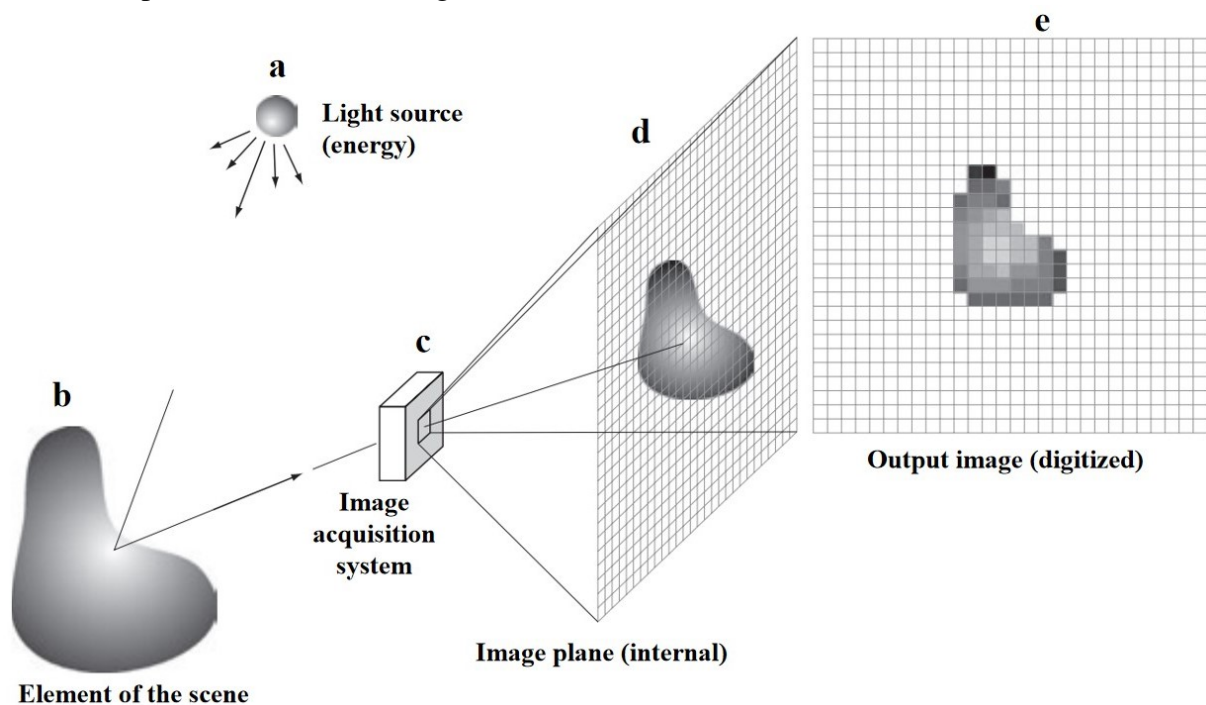 e
a
Light source
(energy)
d
c
b
Output image (digitized)
Image
acquisition
system
Image plane (internal)
Element of the scene